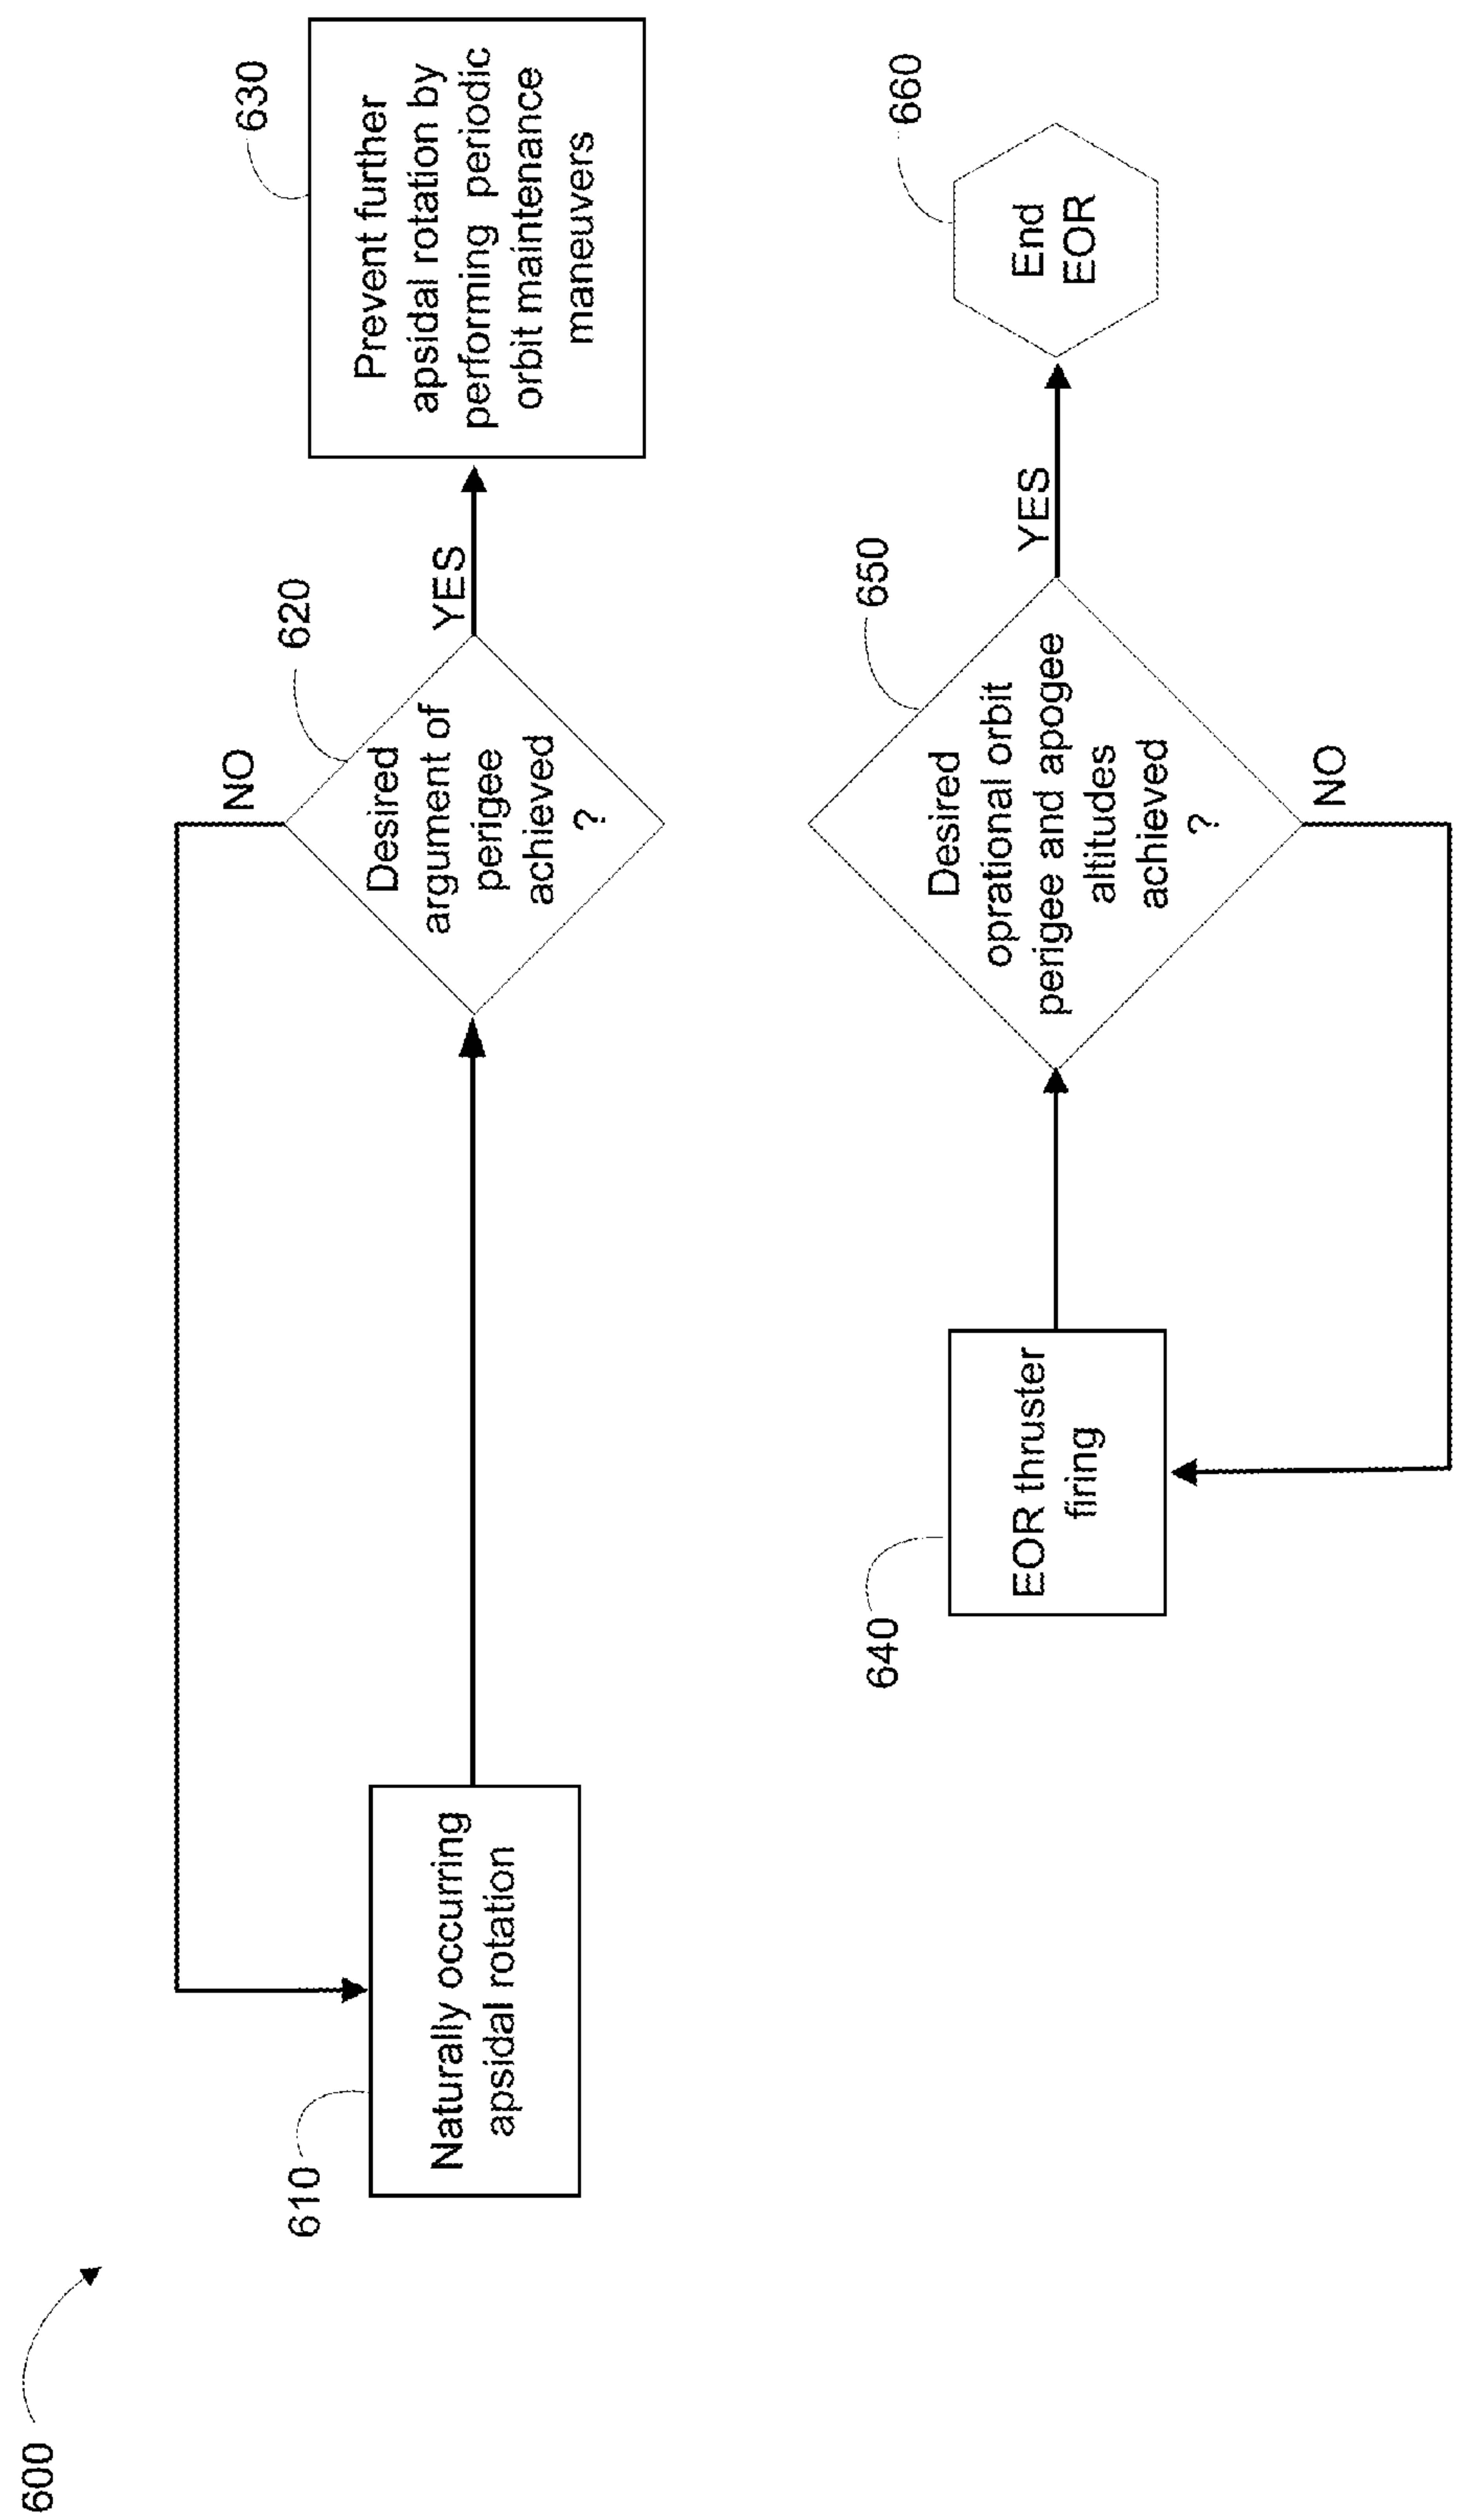 600
610
Naturally occurring
apsidal rotation
NO
620
Desired
argument of
perigee
achieved
?
YES
630
Prevent further
apsidal rotation by
performing periodic
orbit maintenance
maneuvers
640
EOR thruster
firing
650
Desired
oprational orbit
perigee and apogee
altitudes
achieved
?
NO
YES
660
End
EOR